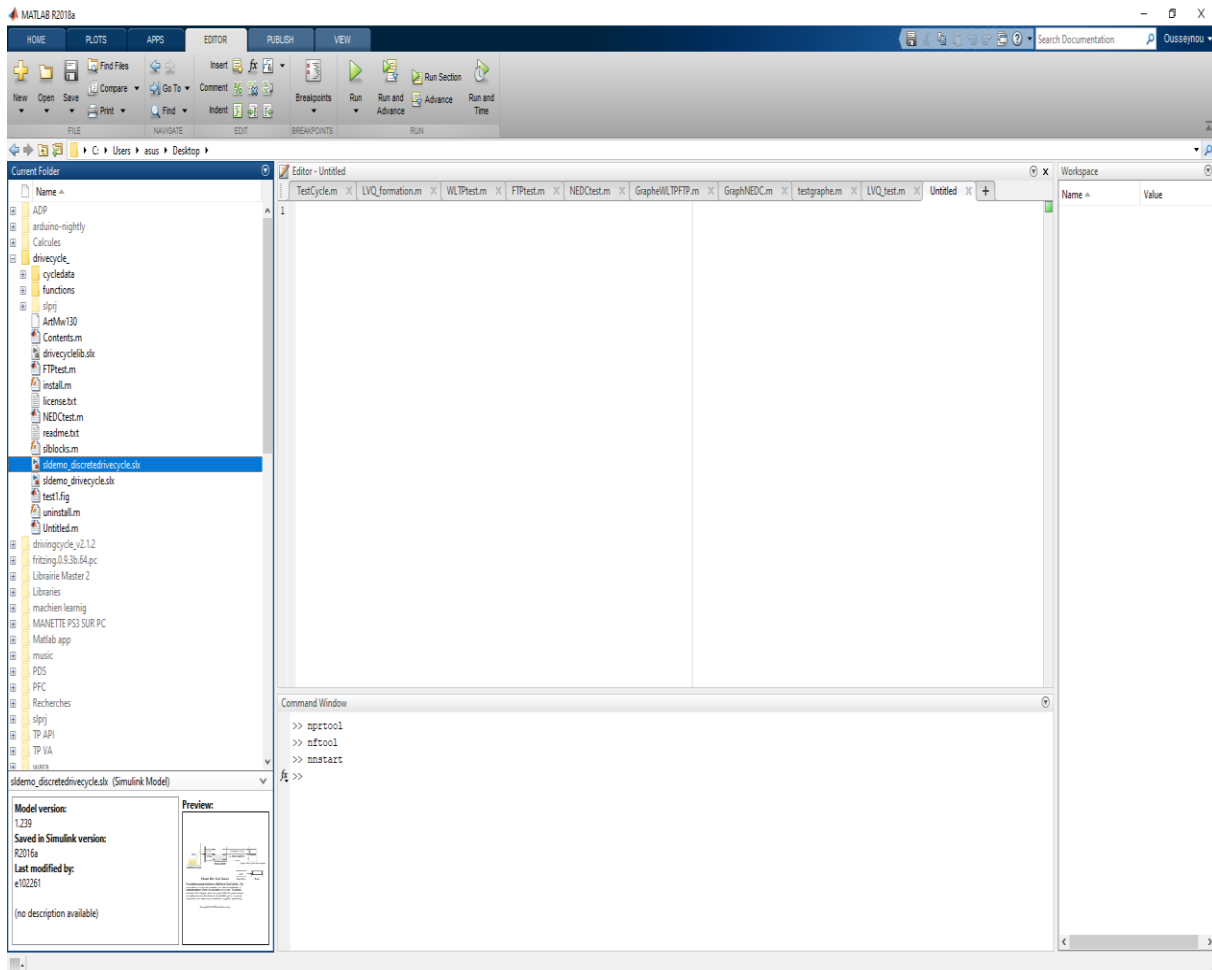 MATLAB R2018a
HOME PLOTS APPS EDITOR PUBLISH VIEW
Search Documentation Ousseynou
New Open Save Find Files Compare Print
Go To Find
Insert fx Comment Indent
Breakpoints Run Run and Advance Run Section Advance Run and Time
FILE NAVIGATE EDIT BREAKPOINTS RUN
C: Users asus Desktop
Current Folder
Name
ADP
arduino-nightly
Calcules
drivecycle_
cycledata
functions
slprj
ArtMw130
Contents.m
drivecyclelib.slx
FTPtest.m
install.m
license.txt
NEDCtest.m
readme.txt
slblocks.m
sldemo_discretedrivecycle.slx
sldemo_drivecycle.slx
test1.fig
uninstall.m
Untitled.m
drivingcycle_v2.1.2
fritzing.0.9.3b.64.pc
Librairie Master 2
Libraries
machien learnig
MANETTE PS3 SUR PC
Matlab app
music
PDS
PFC
Recherches
slprj
TP API
TP VA
wara
sldemo_discretedrivecycle.slx (Simulink Model)
Model version:
1.239
Saved in Simulink version:
R2016a
Last modified by:
e102261
(no description available)
Preview:
Editor - Untitled
TestCycle.m LVQ_formation.m WLTPtest.m FTPtest.m NEDCtest.m GrapheWLTPFTP.m GraphNEDC.m testgraphe.m LVQ_test.m Untitled +
1
Command Window
>> nprtool
>> nftool
>> nnstart
fx >>
Workspace
Name Value